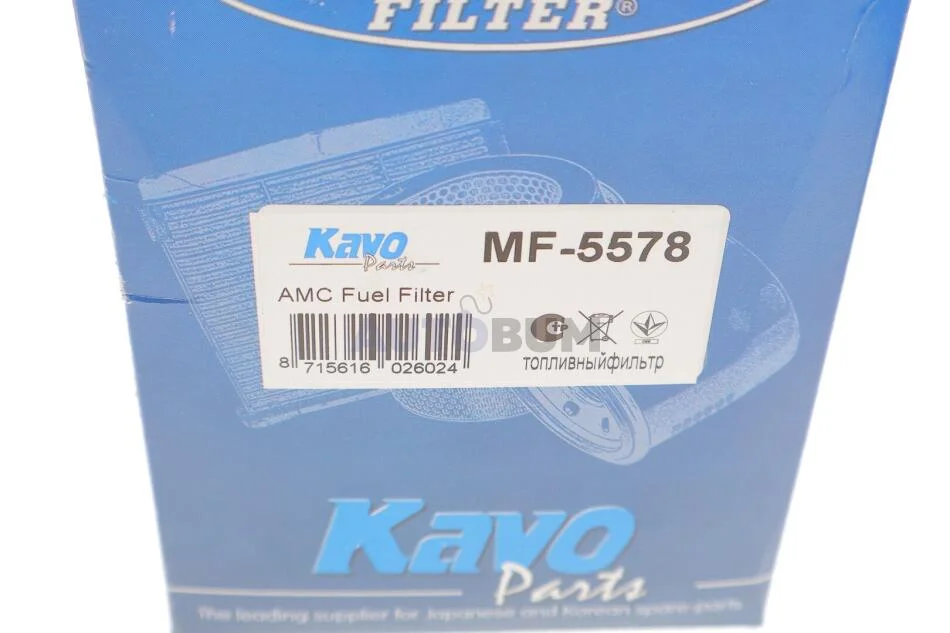 FILTER®
Kavo
Parts
MF-5578
AMC Fuel Filter
AUTOBUM
8 715616 026024
топливныйфильтр
Kavo
Parts
The leading supplier for Japanese and Korean spare-parts